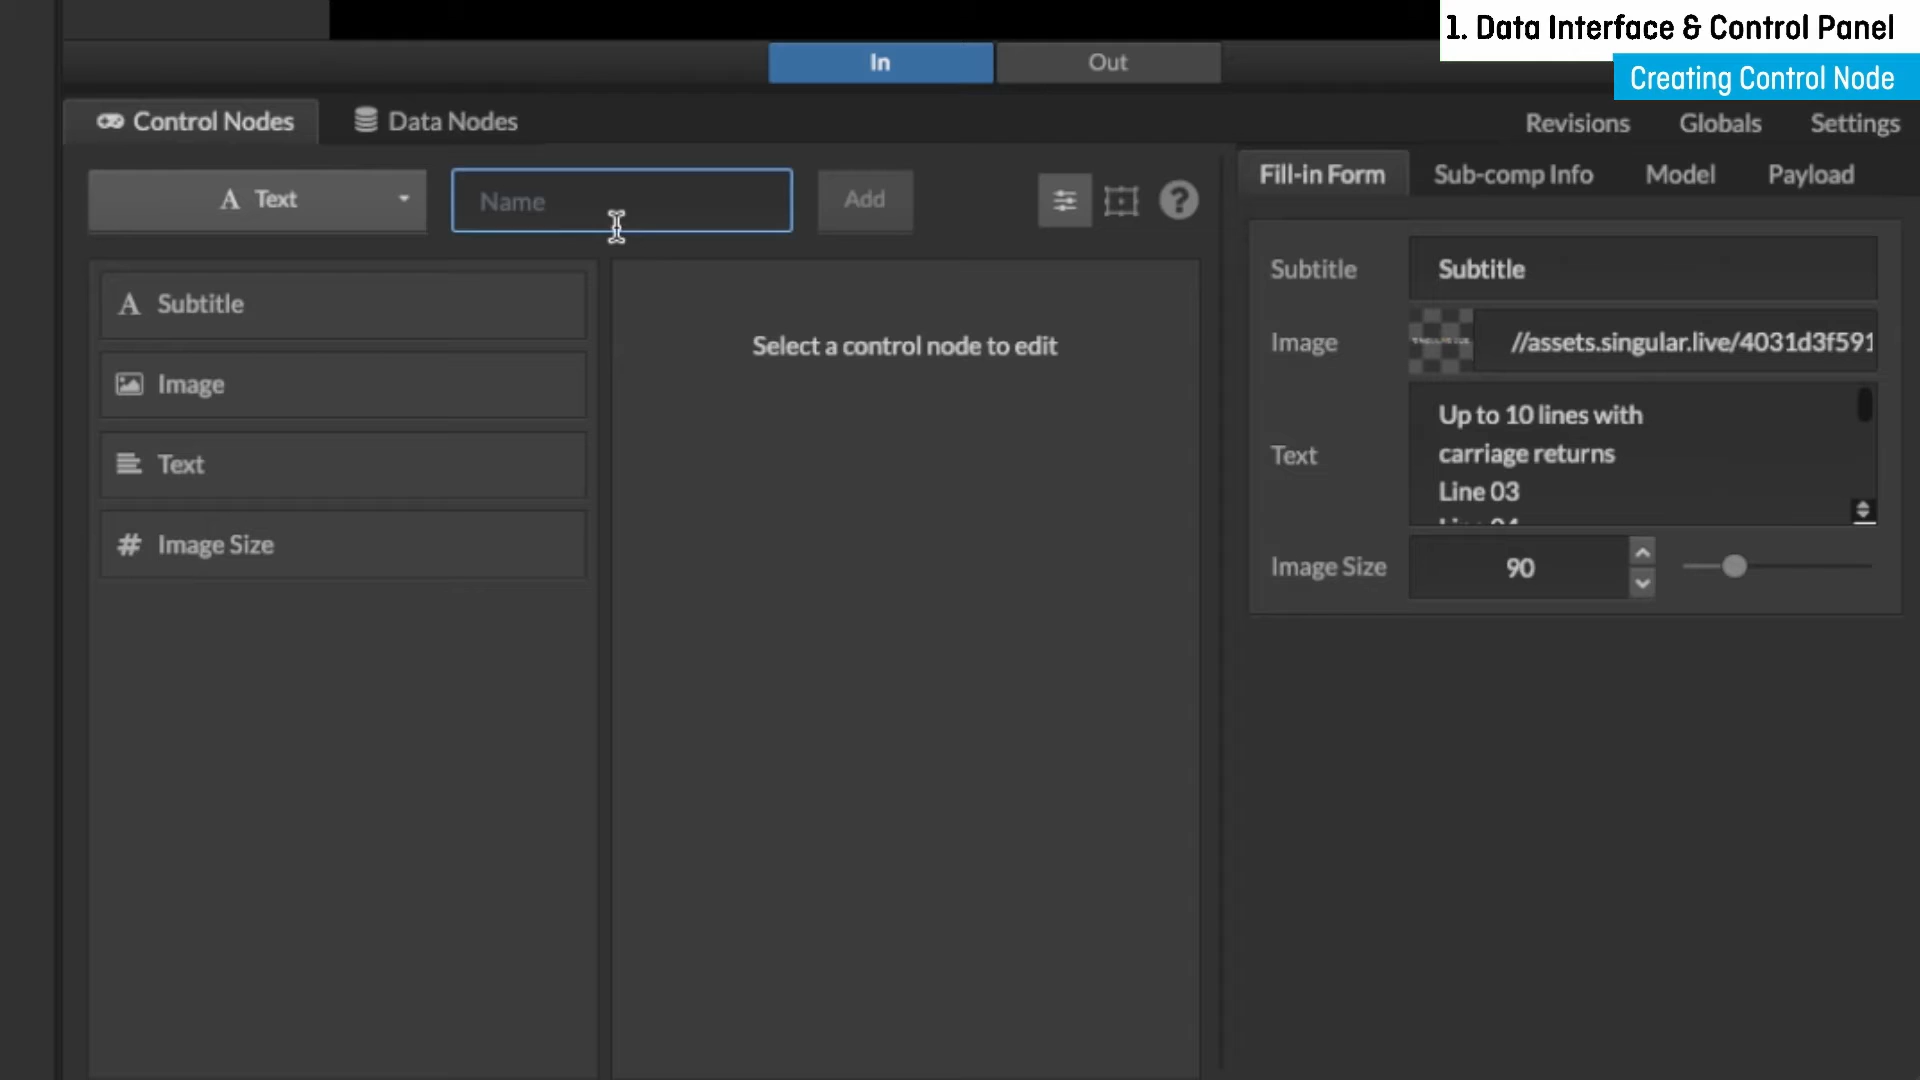 1. Data Interface & Control Panel
Creating Control Node
In
Out
Control Nodes
Data Nodes
Revisions
Globals
Settings
A Text
Name
Add
?
Fill-in Form
Sub-comp Info
Model
Payload
A Subtitle
Image
Text
# Image Size
Select a control node to edit
Subtitle
Subtitle
Image
//assets.singular.live/4031d3f591
Text
Up to 10 lines with
carriage returns
Line 03
Line 04
Image Size
90